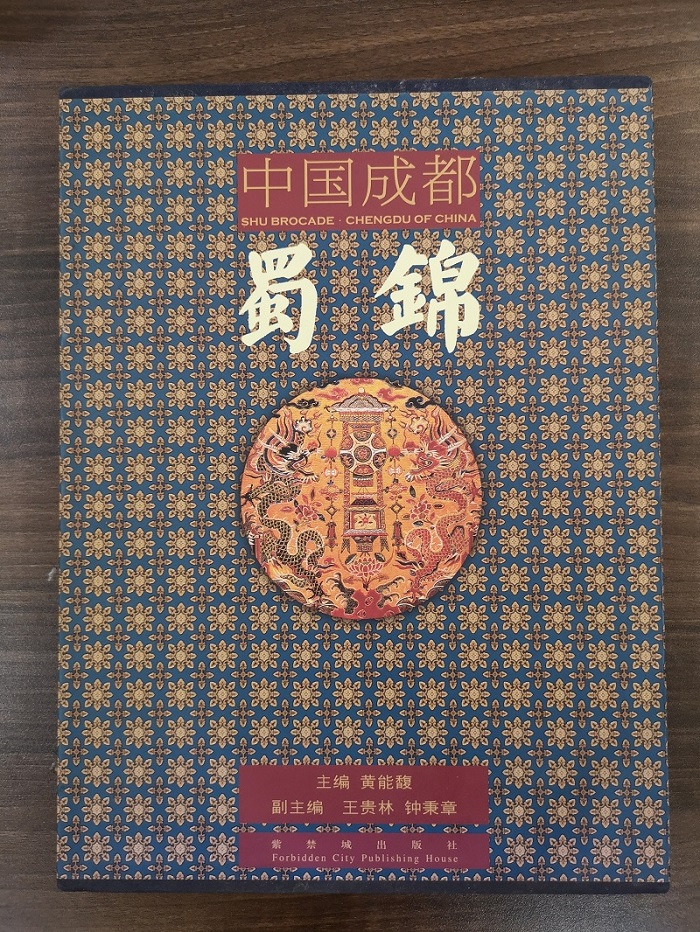 中国成都
SHU BROCADE · CHENGDU OF CHINA
蜀錦
主编 黄能馥
副主编 王贵林 钟秉章
紫禁城出版社
Forbidden City Publishing House